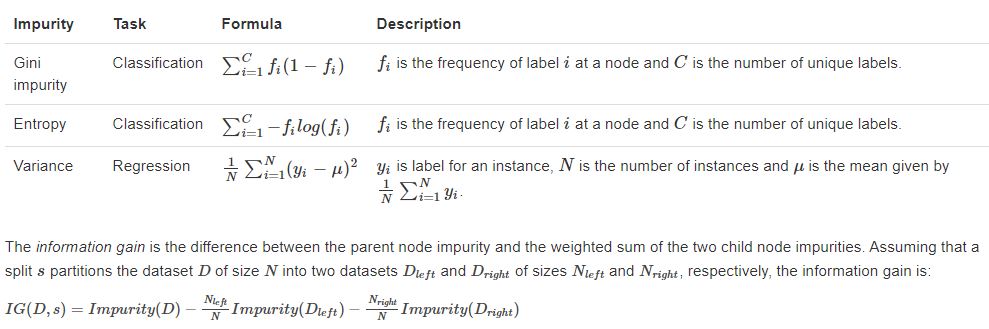 Impurity Task Formula Description
Gini impurity Classification $\sum_{i=1}^{C} f_i(1 - f_i)$ $f_i$ is the frequency of label $i$ at a node and $C$ is the number of unique labels.
Entropy Classification $\sum_{i=1}^{C} -f_i log(f_i)$ $f_i$ is the frequency of label $i$ at a node and $C$ is the number of unique labels.
Variance Regression $\frac{1}{N} \sum_{i=1}^{N} (y_i - \mu)^2$ $y_i$ is label for an instance, $N$ is the number of instances and $\mu$ is the mean given by
$\frac{1}{N} \sum_{i=1}^{N} y_i$.
The information gain is the difference between the parent node impurity and the weighted sum of the two child node impurities. Assuming that a
split $s$ partitions the dataset $D$ of size $N$ into two datasets $D_{left}$ and $D_{right}$ of sizes $N_{left}$ and $N_{right}$, respectively, the information gain is:
$IG(D, s) = Impurity(D) - \frac{N_{left}}{N} Impurity(D_{left}) - \frac{N_{right}}{N} Impurity(D_{right})$